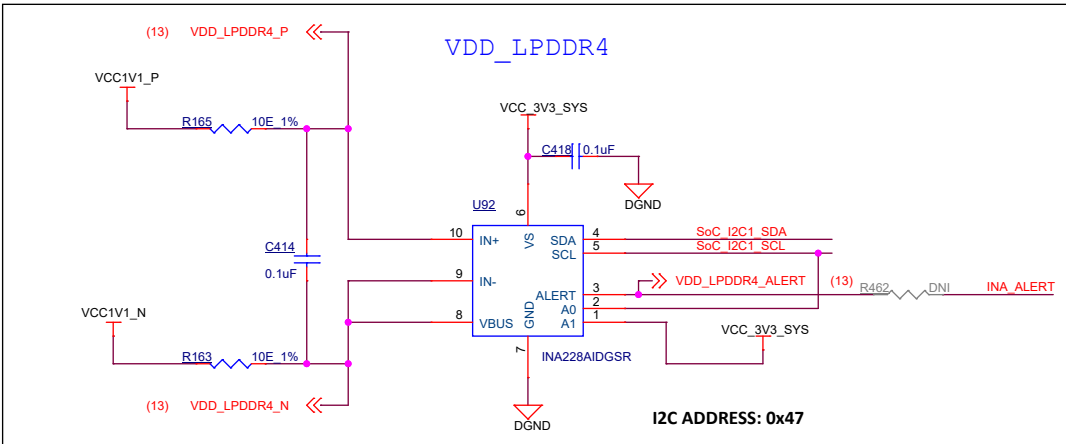 (13) VDD_LPDDR4_P
VDD_LPDDR4
VCC1V1_P
VCC_3V3_SYS
R165 10E_1%
C418 0.1uF
DGND
U92
6
10 IN+ VS SDA 4 SoC_I2C1_SDA
SCL 5 SoC_I2C1_SCL
C414
0.1uF
9 IN-
VDD_LPDDR4_ALERT (13) R462 DNI INA_ALERT
ALERT 3
A0 2
8 VBUS GND A1 1
VCC1V1_N
VCC_3V3_SYS
7
R163 10E_1%
INA228AIDGSR
(13) VDD_LPDDR4_N
DGND
I2C ADDRESS: 0x47